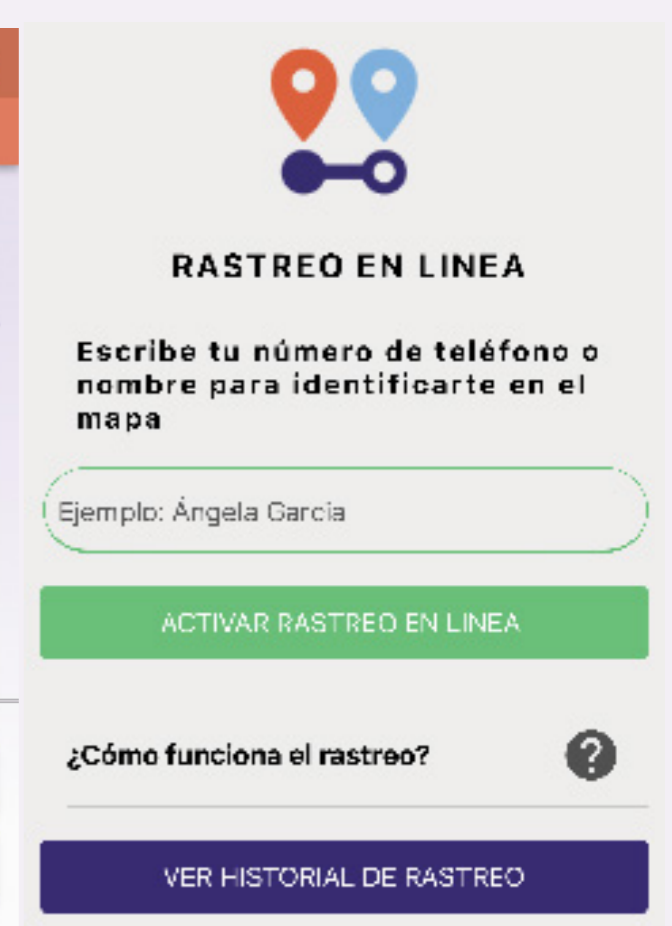 RASTREO EN LINEA
Escribe tu número de teléfono o
nombre para identificarte en el
mapa
Ejemplo: Ángela García
ACTIVAR RASTREO EN LINEA
¿Cómo funciona el rastreo?
VER HISTORIAL DE RASTREO